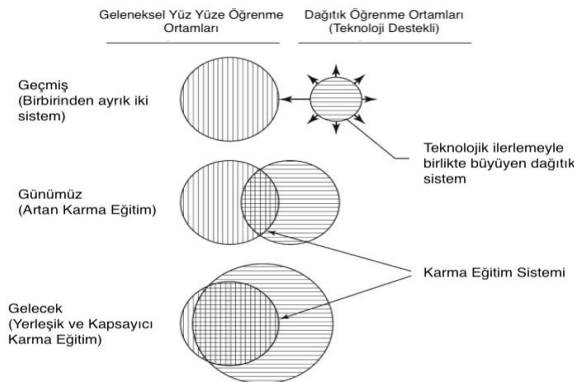 Geleneksel Yüz Yüze Öğrenme
Ortamları
Dağıtık Öğrenme Ortamları
(Teknoloji Destekli)
Geçmiş
(Birbirinden ayrık iki
sistem)
Teknolojik ilerlemeyle
birlikte büyüyen dağıtık
sistem
Günümüz
(Artan Karma Eğitim)
Karma Eğitim Sistemi
Gelecek
(Yerleşik ve Kapsayıcı
Karma Eğitim)